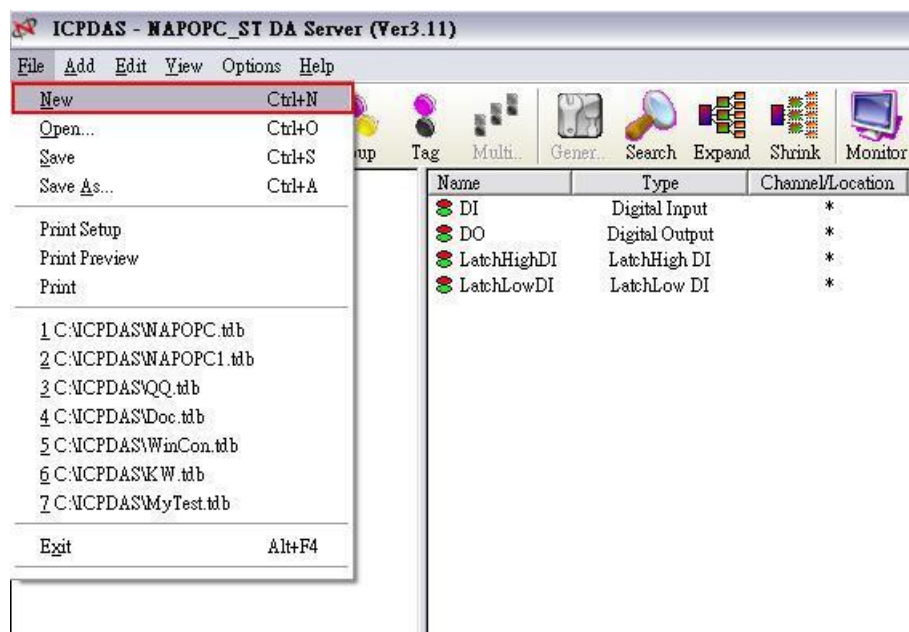 ICPDAS - NAPOPC_ST DA Server (Ver3.11)
File Add Edit View Options Help
New Ctrl+N
Open... Ctrl+O
Save Ctrl+S
Save As... Ctrl+A
Print Setup
Print Preview
Print
1 C:\ICPDAS\NAPOPC.tdb
2 C:\ICPDAS\NAPOPC1.tdb
3 C:\ICPDAS\QQ.tdb
4 C:\ICPDAS\Doc.tdb
5 C:\ICPDAS\WinCon.tdb
6 C:\ICPDAS\KW.tdb
7 C:\ICPDAS\MyTest.tdb
Exit Alt+F4
up Tag Multi.. Gener.. Search Expand Shrink Monitor
Name Type Channel/Location
DI Digital Input *
DO Digital Output *
LatchHighDI LatchHigh DI *
LatchLowDI LatchLow DI *